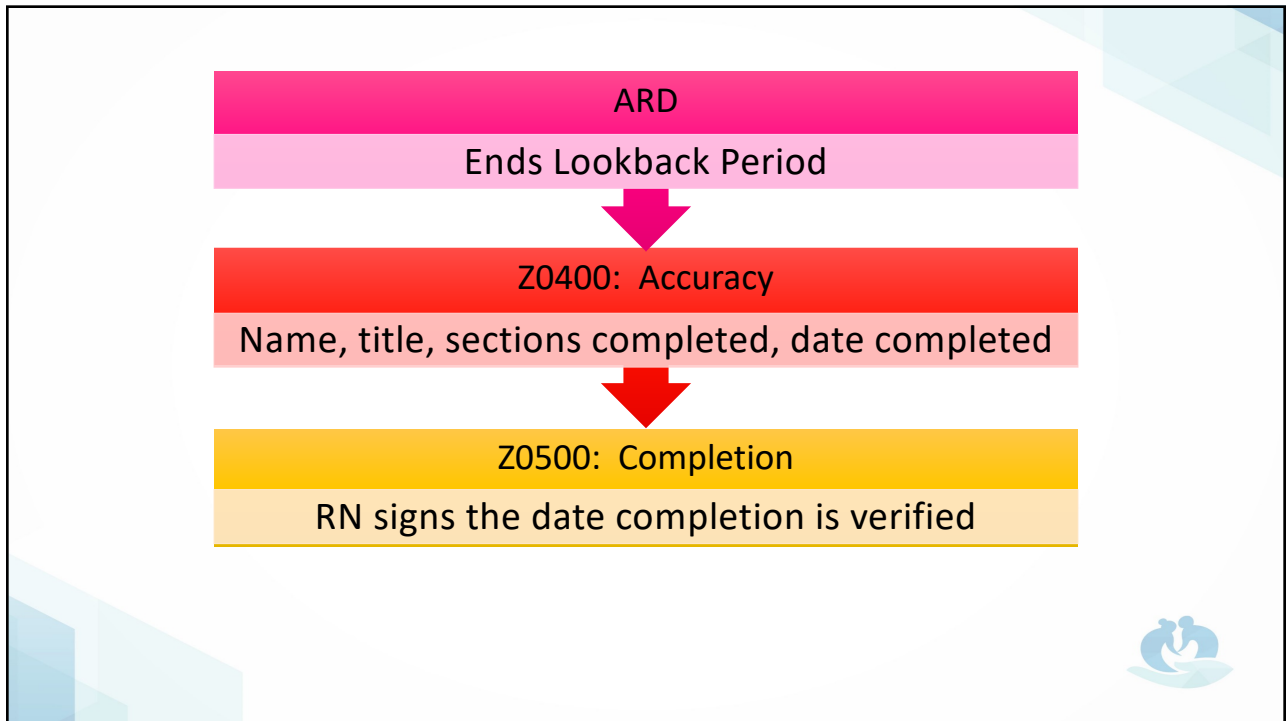 ARD
Ends Lookback Period
Z0400:  Accuracy
Name, title, sections completed, date completed
Z0500:  Completion
RN signs the date completion is verified